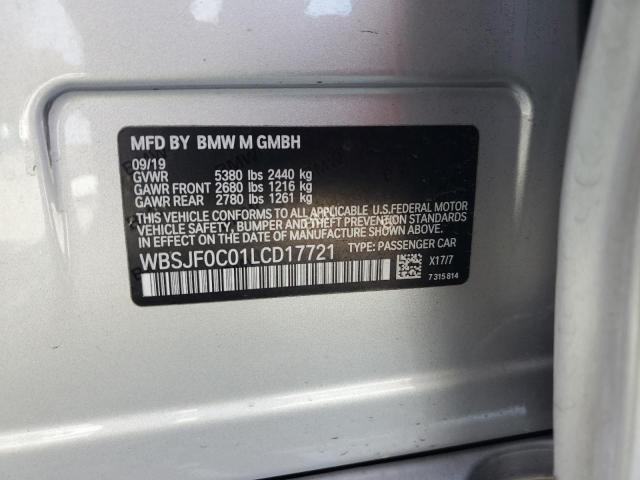 MFD BY BMW M GMBH
09/19
GVWR 5380 lbs 2440 kg
GAWR FRONT 2680 lbs 1216 kg
GAWR REAR 2780 lbs 1261 kg
THIS VEHICLE CONFORMS TO ALL APPLICABLE U.S.FEDERAL MOTOR
VEHICLE SAFETY, BUMPER AND THEFT PREVENTION STANDARDS
IN EFFECT ON THE DATE OF MANUFACTURE SHOWN ABOVE.
WBSJF0C01LCD17721 TYPE: PASSENGER CAR
X17/7
7 315 814